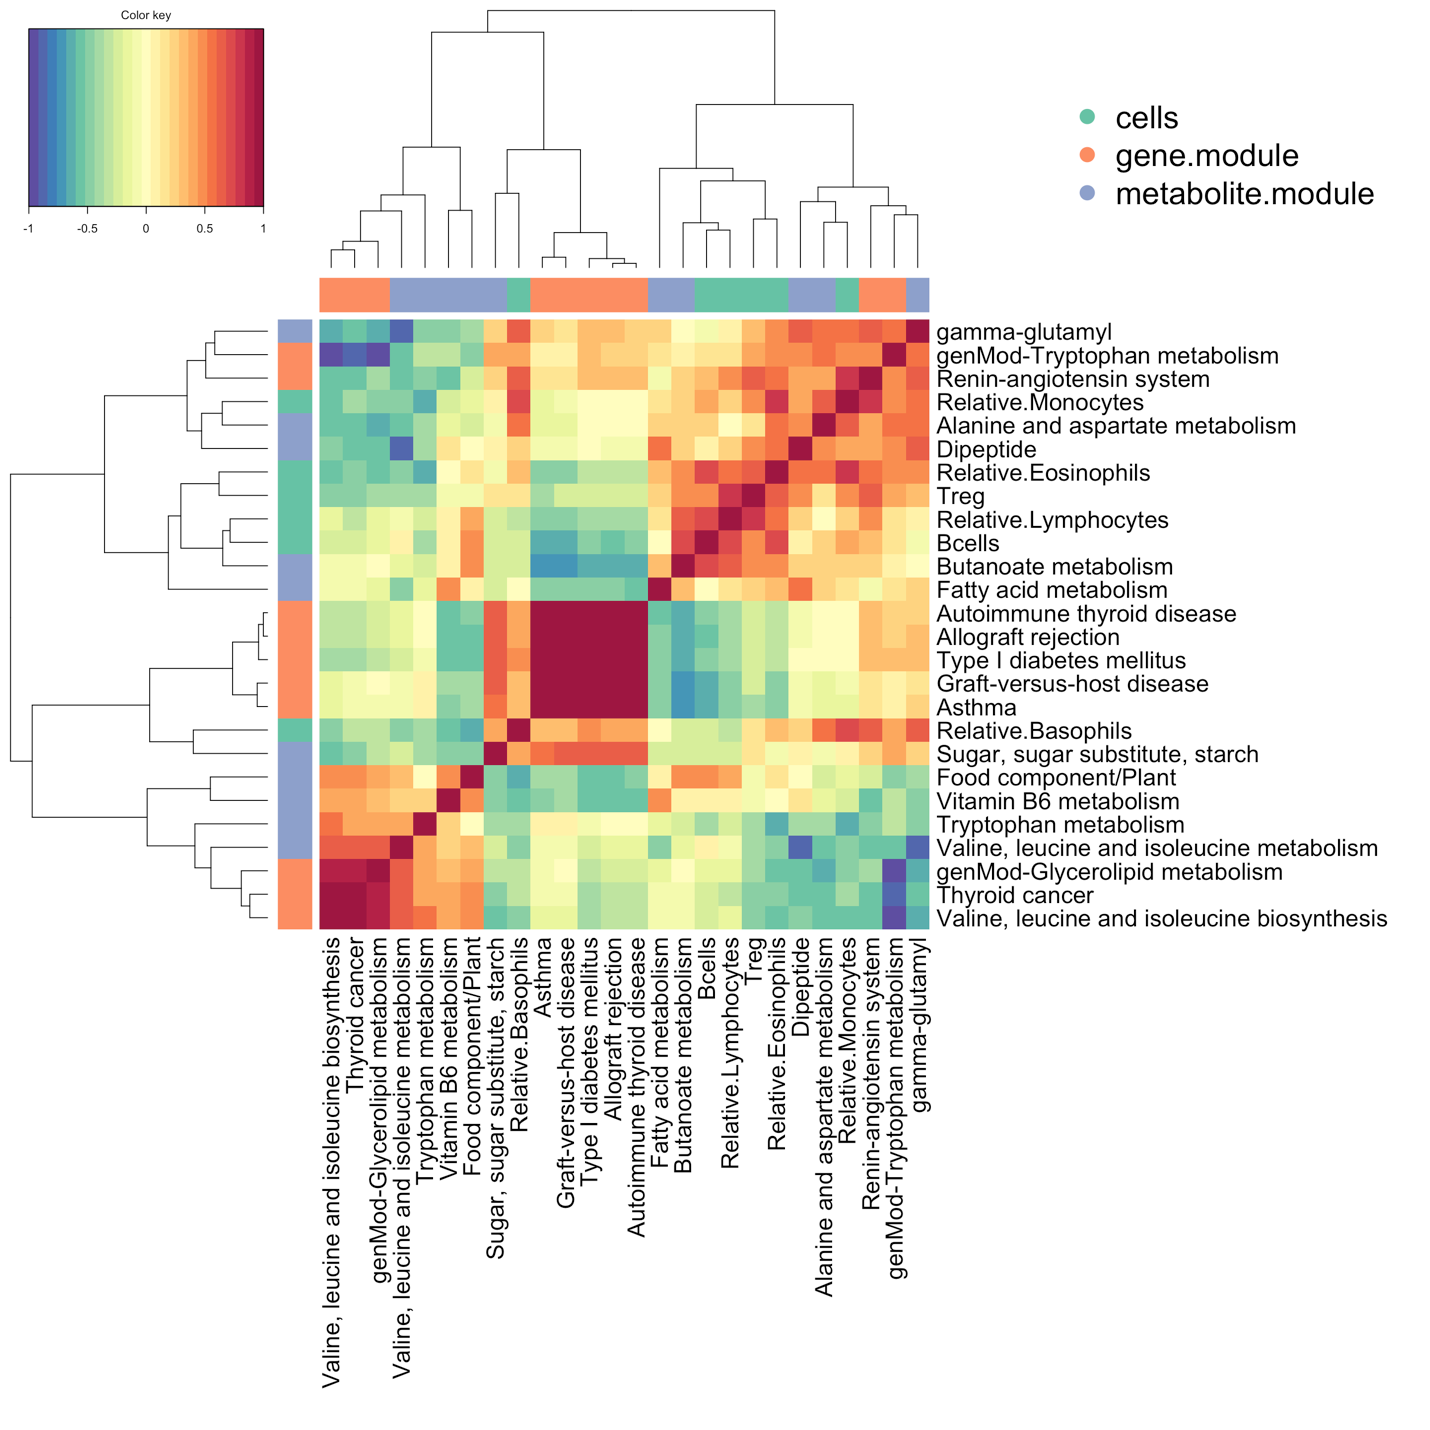 Color key
-1 -0.5 0 0.5 1
cells
gene.module
metabolite.module
gamma-glutamyl
genMod-Tryptophan metabolism
Renin-angiotensin system
Relative.Monocytes
Alanine and aspartate metabolism
Dipeptide
Relative.Eosinophils
Treg
Relative.Lymphocytes
Bcells
Butanoate metabolism
Fatty acid metabolism
Autoimmune thyroid disease
Allograft rejection
Type I diabetes mellitus
Graft-versus-host disease
Asthma
Relative.Basophils
Sugar, sugar substitute, starch
Food component/Plant
Vitamin B6 metabolism
Tryptophan metabolism
Valine, leucine and isoleucine metabolism
genMod-Glycerolipid metabolism
Thyroid cancer
Valine, leucine and isoleucine biosynthesis
Valine, leucine and isoleucine biosynthesis
Thyroid cancer
genMod-Glycerolipid metabolism
Valine, leucine and isoleucine metabolism
Tryptophan metabolism
Vitamin B6 metabolism
Food component/Plant
Sugar, sugar substitute, starch
Relative.Basophils
Asthma
Graft-versus-host disease
Type I diabetes mellitus
Allograft rejection
Autoimmune thyroid disease
Fatty acid metabolism
Butanoate metabolism
Bcells
Relative.Lymphocytes
Treg
Relative.Eosinophils
Dipeptide
Alanine and aspartate metabolism
Relative.Monocytes
Renin-angiotensin system
genMod-Tryptophan metabolism
gamma-glutamyl